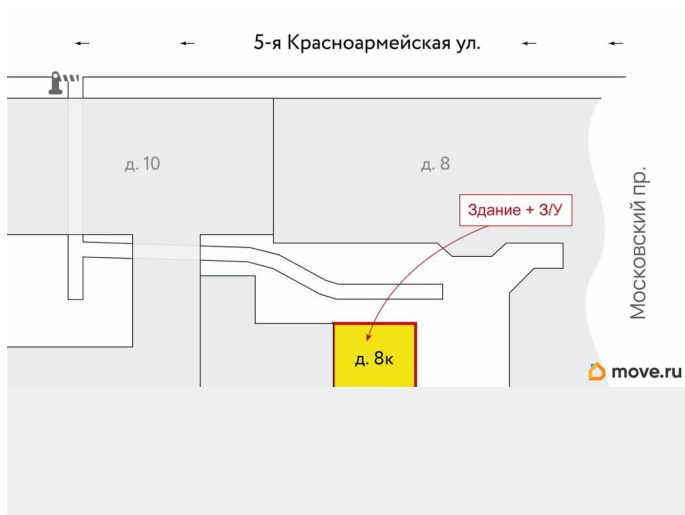 5-я Красноармейская ул.
д. 10
д. 8
Здание + З/У
Московский пр.
д. 8к
move.ru